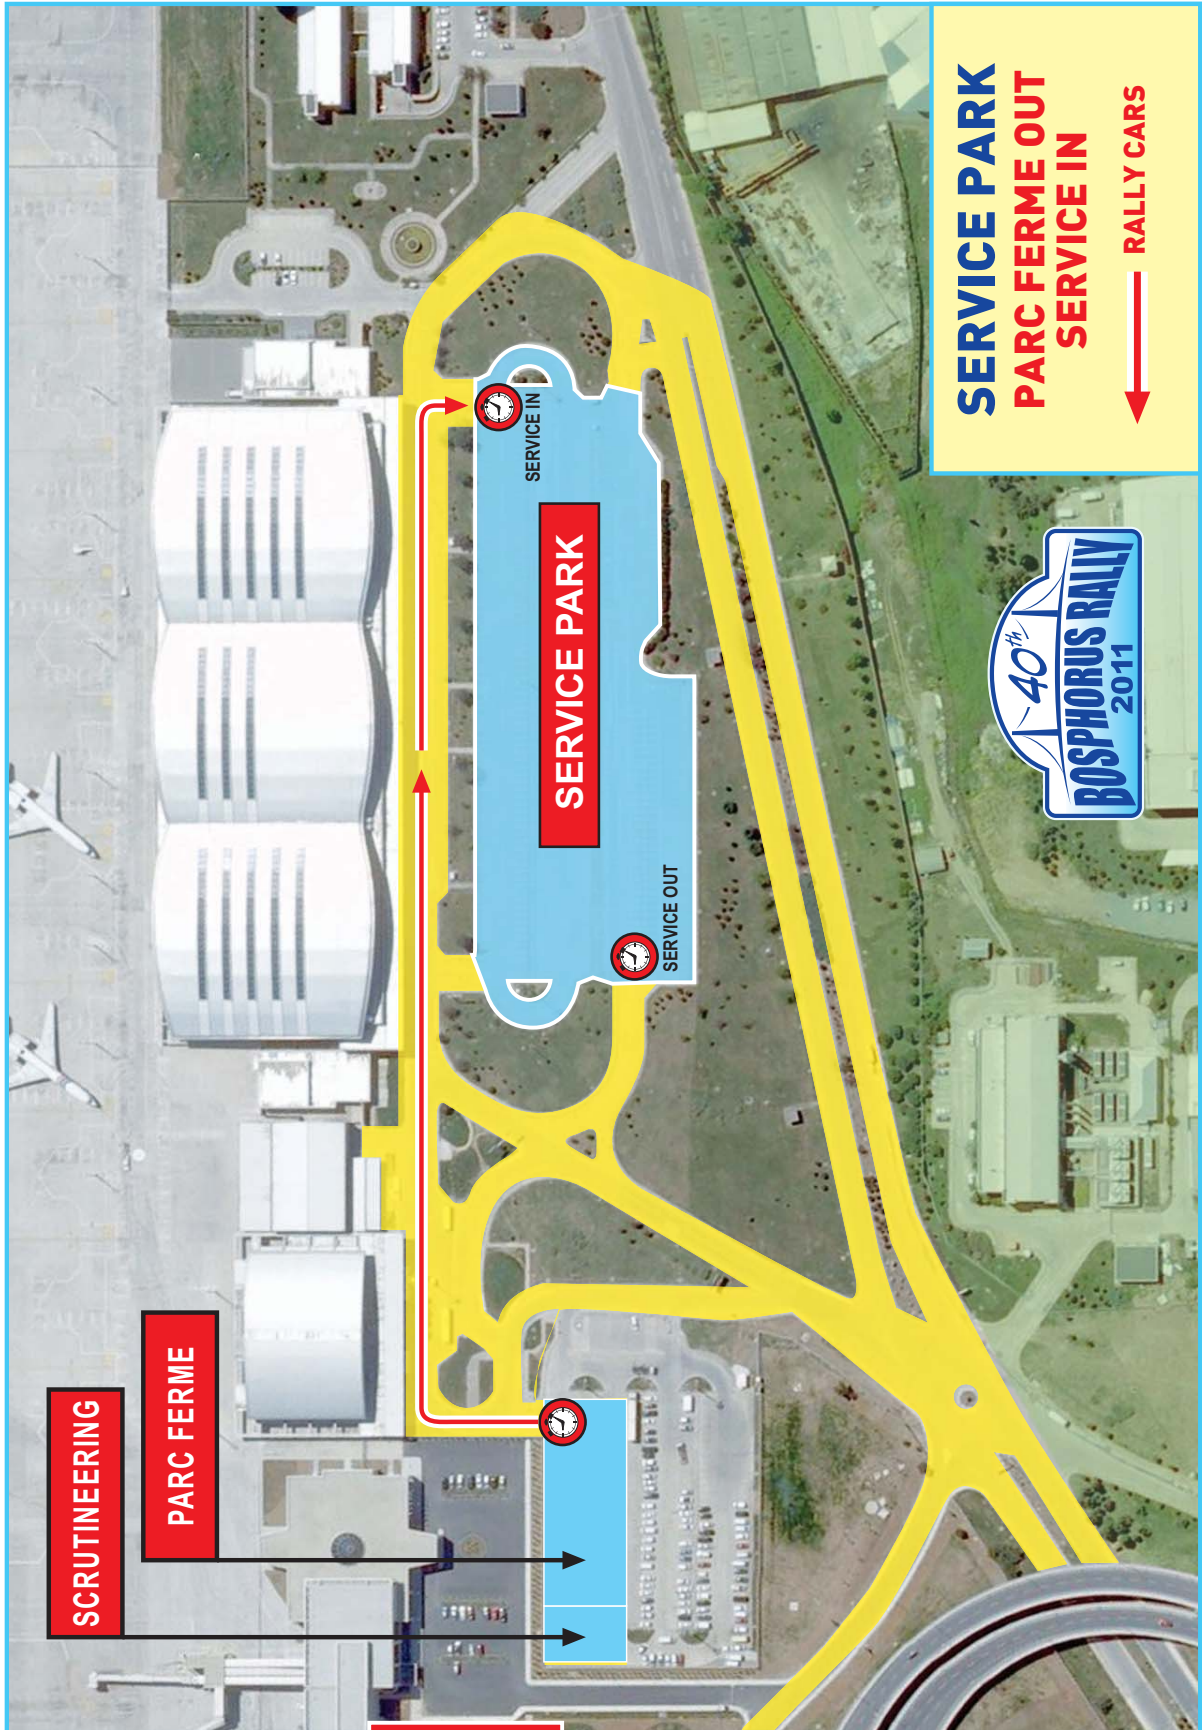 SERVICE PARK
PARC FERME OUT
SERVICE IN
RALLY CARS
SERVICE IN
SERVICE PARK
SERVICE OUT
40th
BOSPHORUS RALLY
2011
PARC FERME
SCRUTINEERING